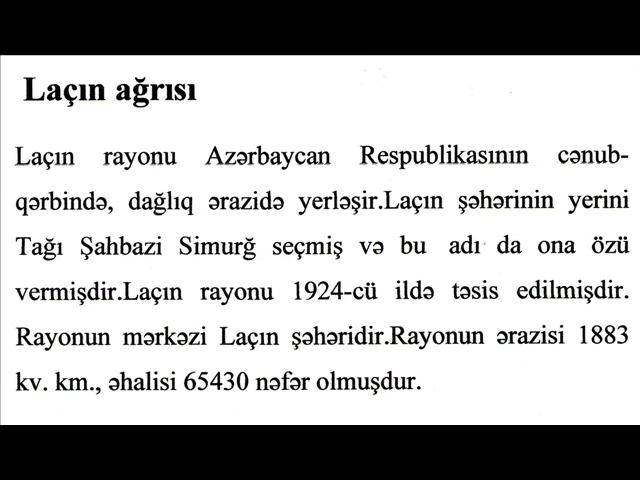 Laçın ağrısı
Laçın rayonu Azərbaycan Respublikasının cənub-
qərbində, dağlıq ərazidə yerləşir.Laçın şəhərinin yerini
Tağı Şahbazi Simurğ seçmiş və bu adı da ona özü
vermişdir.Laçın rayonu 1924-cü ildə təsis edilmişdir.
Rayonun mərkəzi Laçın şəhəridir.Rayonun ərazisi 1883
kv. km., əhalisi 65430 nəfər olmuşdur.